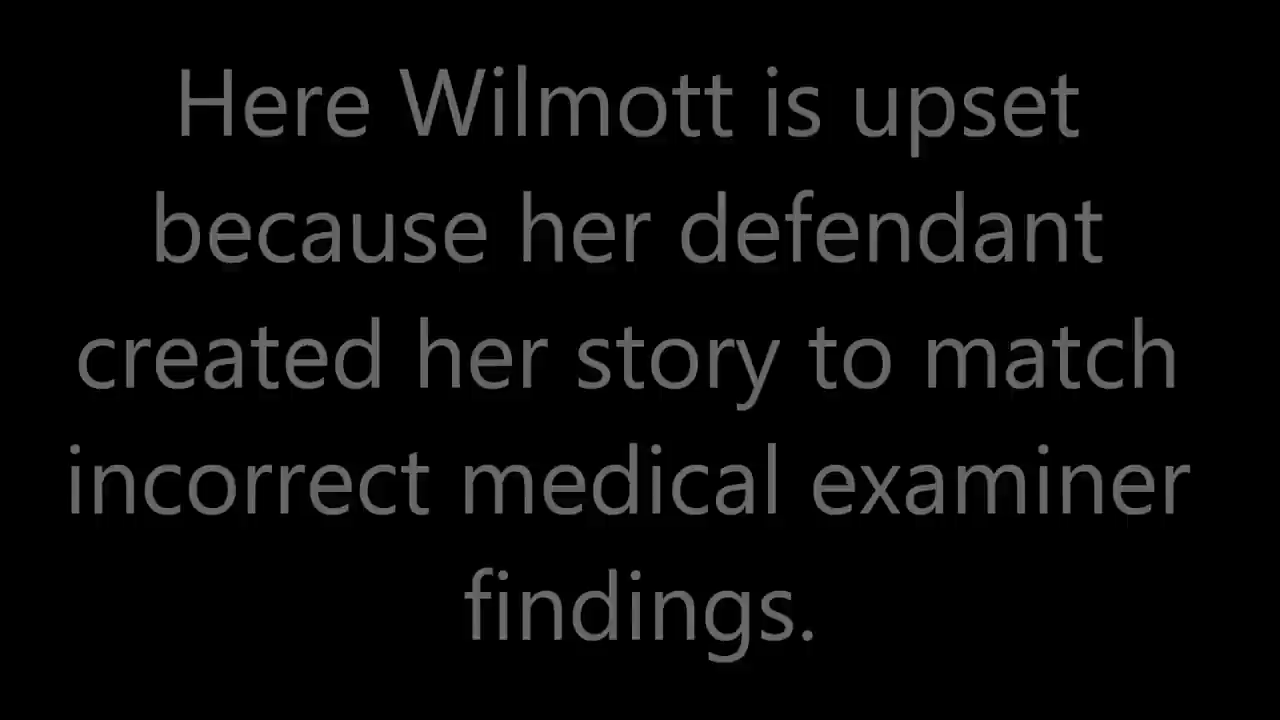 Here Wilmott is upset
because her defendant
created her story to match
incorrect medical examiner
findings.